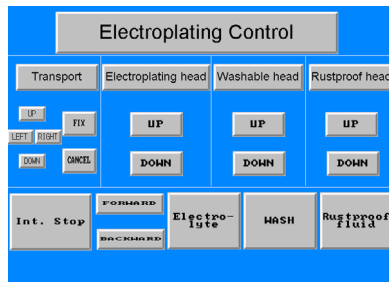 Electroplating Control
Transport
Electroplating head
Washable head
Rustproof head
UP
LEFT
RIGHT
DOWN
FIX
CANCEL
UP
DOWN
UP
DOWN
UP
DOWN
Int. Stop
FORWARD
BACKWARD
Electro-
lyte
WASH
Rustproof
fluid